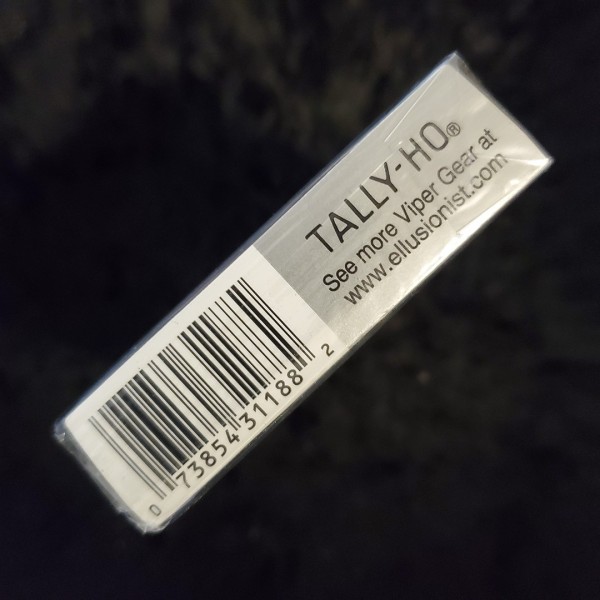 TALLY-HO®
See more Viper Gear at
www.ellusionist.com
0 73854 31188 2